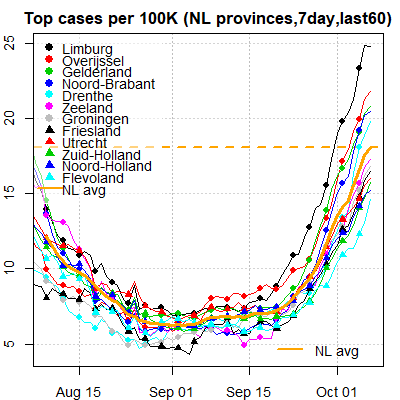 Top cases per 100K (NL provinces,7day,last60)
25
20
15
10
5
Limburg
Overijssel
Gelderland
Noord-Brabant
Drenthe
Zeeland
Groningen
Friesland
Utrecht
Zuid-Holland
Noord-Holland
Flevoland
NL avg
NL avg
Aug 15
Sep 01
Sep 15
Oct 01